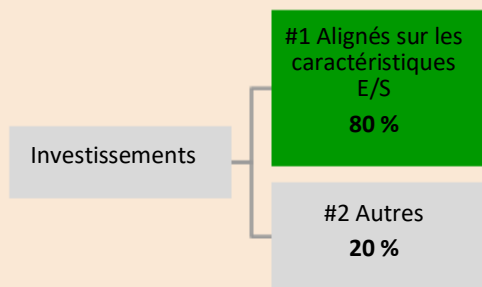 #1 Alignés sur les
caractéristiques
E/S
80 %
Investissements
#2 Autres
20 %